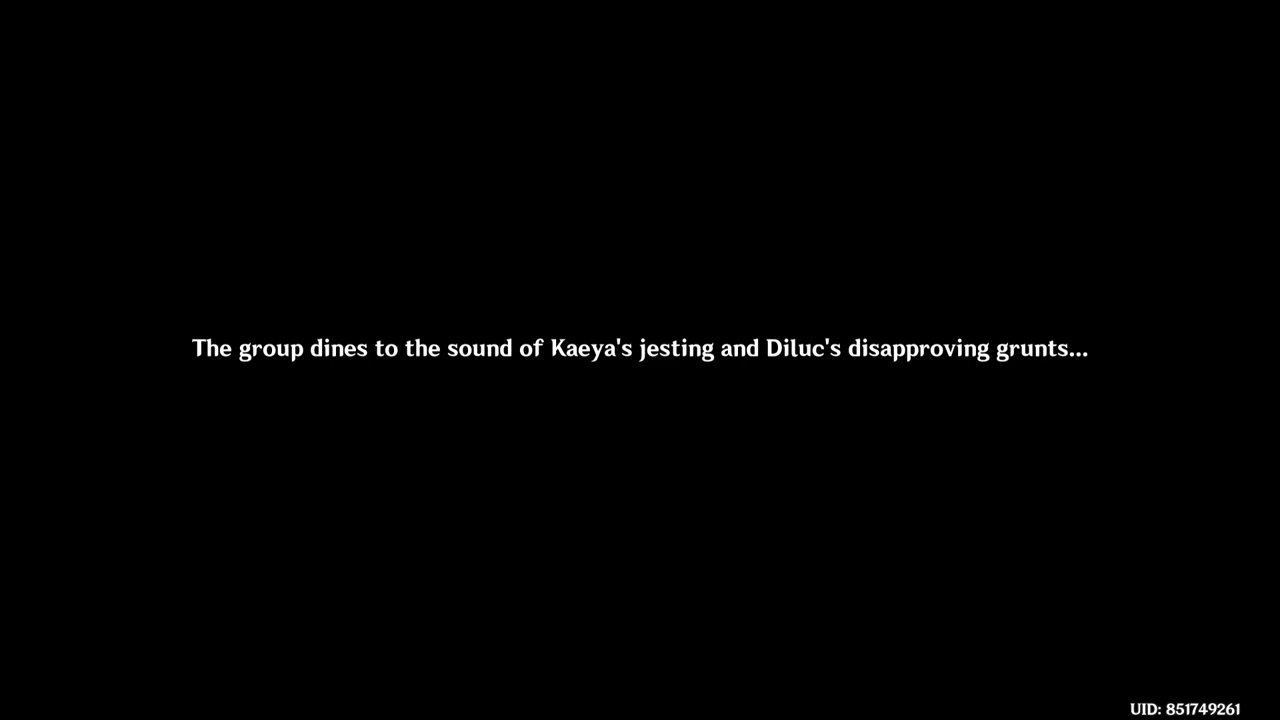 The group dines to the sound of Kaeya's jesting and Diluc's disapproving grunts...
UID: 851749261